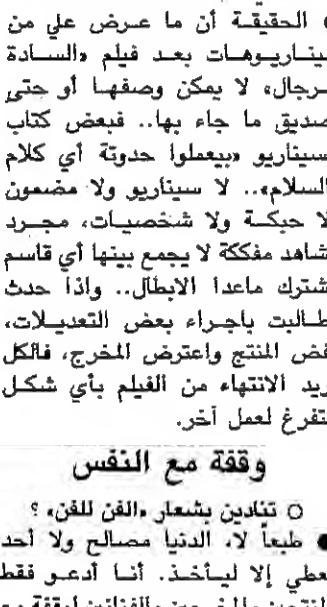 ● الحقيقة أن ما عرض علي من
سيناريوهات بعد فيلم «السادة
الرجال» لا يمكن وصفها أو حتى
تصديق ما جاء بها.. فبعض كتاب
السيناريو «بيعملوا حدوتة أي كلام
والسلام».. لا سيناريو ولا مضمون
ولا حبكة ولا شخصيات، مجرد
مشاهد مفككة لا يجمع بينها أي قاسم
مشترك ماعدا الابطال.. واذا حدث
وطالبت باجراء بعض التعديلات،
رفض المنتج واعترض المخرج، فالكل
يريد الانتهاء من الفيلم بأي شكل
ليتفرغ لعمل آخر.
وقفة مع النفس
○ تنادين بشعار «الفن للفن» ؟
● طبعاً لا، الدنيا مصالح ولا أحد
يعطي إلا ليأخذ. أنا أدعو فقط